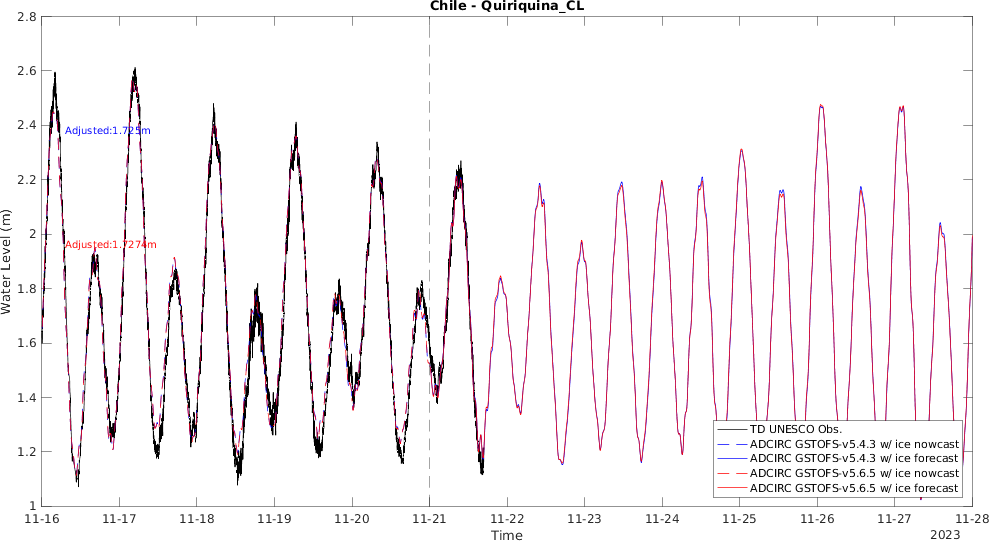 Chile - Quiriquina_CL
2.8
2.6
2.4
2.2
2
1.8
1.6
1.4
1.2
1
Water Level (m)
Adjusted:1.725m
Adjusted:1.7274m
TD UNESCO Obs.
ADCIRC GSTOFS-v5.4.3 w/ ice nowcast
ADCIRC GSTOFS-v5.4.3 w/ ice forecast
ADCIRC GSTOFS-v5.6.5 w/ ice nowcast
ADCIRC GSTOFS-v5.6.5 w/ ice forecast
11-16 11-17 11-18 11-19 11-20 11-21 11-22 11-23 11-24 11-25 11-26 11-27 11-28
Time
2023